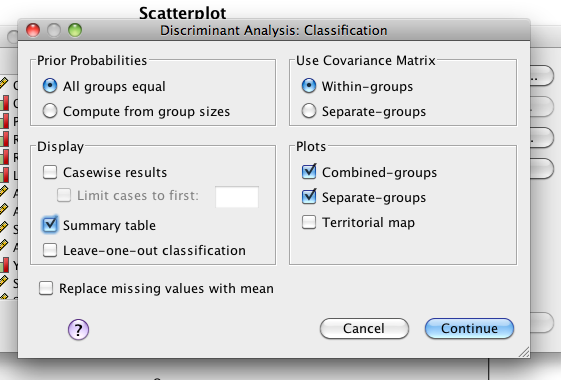 Scatterplot
Discriminant Analysis: Classification
Prior Probabilities
All groups equal
Compute from group sizes
Use Covariance Matrix
Within-groups
Separate-groups
Display
Casewise results
Limit cases to first:
Summary table
Leave-one-out classification
Plots
Combined-groups
Separate-groups
Territorial map
Replace missing values with mean
?
Cancel
Continue